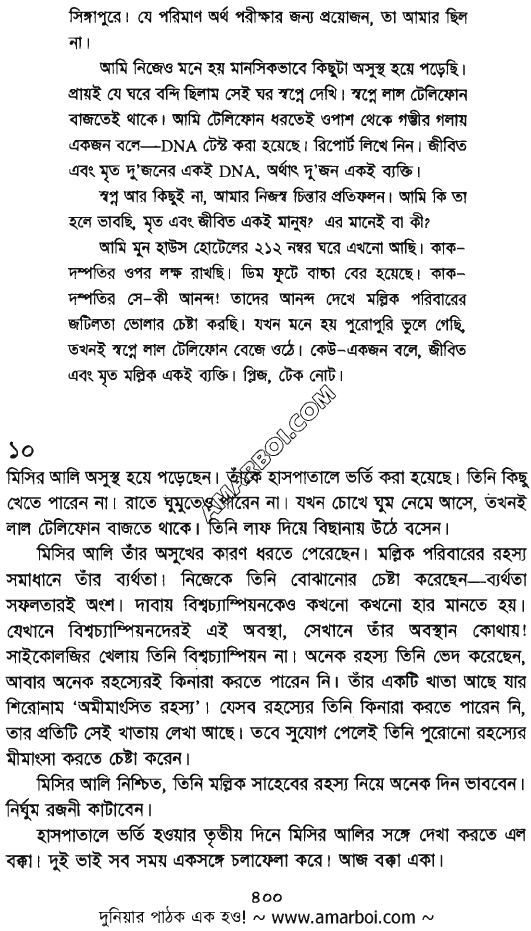 সিঙ্গাপুরে। যে পরিমাণ অর্থ পরীক্ষার জন্য প্রয়োজন, তা আমার ছিল
না।
আমি নিজেও মনে হয় মানসিকভাবে কিছুটা অসুস্থ হয়ে পড়েছি।
প্রায়ই যে ঘরে বন্দি ছিলাম সেই ঘর স্বপ্নে দেখি। স্বপ্নে লাল টেলিফোন
বাজতেই থাকে। আমি টেলিফোন ধরতেই ওপাশ থেকে গম্ভীর গলায়
একজন বলে—DNA টেস্ট করা হয়েছে। রিপোর্ট লিখে নিন। জীবিত
এবং মৃত দু'জনের একই DNA, অর্থাৎ দু'জন একই ব্যক্তি।
স্বপ্ন আর কিছুই না, আমার নিজস্ব চিন্তার প্রতিফলন। আমি কি তা
হলে ভাবছি, মৃত এবং জীবিত একই মানুষ? এর মানেই বা কী?
আমি মুন হাউস হোটেলের ২১২ নম্বর ঘরে এখনো আছি। কাক-
দম্পতির ওপর লক্ষ রাখছি। ডিম ফুটে বাচ্চা বের হয়েছে। কাক-
দম্পতির সে-কী আনন্দ! তাদের আনন্দ দেখে মল্লিক পরিবারের
জটিলতা ভোলার চেষ্টা করছি। যখন মনে হয় পুরোপুরি ভুলে গেছি,
তখনই স্বপ্নে লাল টেলিফোন বেজে ওঠে। কেউ-একজন বলে, জীবিত
এবং মৃত মল্লিক একই ব্যক্তি। প্লিজ, টেক নোট।
AMARBOI.COM
১০
মিসির আলি অসুস্থ হয়ে পড়েছেন। তাঁকে হাসপাতালে ভর্তি করা হয়েছে। তিনি কিছু
খেতে পারেন না। রাতে ঘুমুতেও পারেন না। যখন চোখে ঘুম নেমে আসে, তখনই
লাল টেলিফোন বাজতে থাকে। তিনি লাফ দিয়ে বিছানায় উঠে বসেন।
মিসির আলি তাঁর অসুখের কারণ ধরতে পেরেছেন। মল্লিক পরিবারের রহস্য
সমাধানে তাঁর ব্যর্থতা। নিজেকে তিনি বোঝানোর চেষ্টা করেছেন—ব্যর্থতা
সফলতারই অংশ। দাবায় বিশ্বচ্যাম্পিয়নকেও কখনো কখনো হার মানতে হয়।
যেখানে বিশ্বচ্যাম্পিয়নদেরই এই অবস্থা, সেখানে তাঁর অবস্থান কোথায়!
সাইকোলজির খেলায় তিনি বিশ্বচ্যাম্পিয়ন না। অনেক রহস্য তিনি ভেদ করেছেন,
আবার অনেক রহস্যেরই কিনারা করতে পারেন নি। তাঁর একটি খাতা আছে যার
শিরোনাম 'অমীমাংসিত রহস্য'। যেসব রহস্যের তিনি কিনারা করতে পারেন নি,
তার প্রতিটি সেই খাতায় লেখা আছে। তবে সুযোগ পেলেই তিনি পুরোনো রহস্যের
মীমাংসা করতে চেষ্টা করেন।
মিসির আলি নিশ্চিত, তিনি মল্লিক সাহেবের রহস্য নিয়ে অনেক দিন ভাববেন।
নির্ঘুম রজনী কাটাবেন।
হাসপাতালে ভর্তি হওয়ার তৃতীয় দিনে মিসির আলির সঙ্গে দেখা করতে এল
বক্কা। দুই ভাই সব সময় একসঙ্গে চলাফেলা করে। আজ বক্কা একা।
৪০০
দুনিয়ার পাঠক এক হও! ~ www.amarboi.com ~